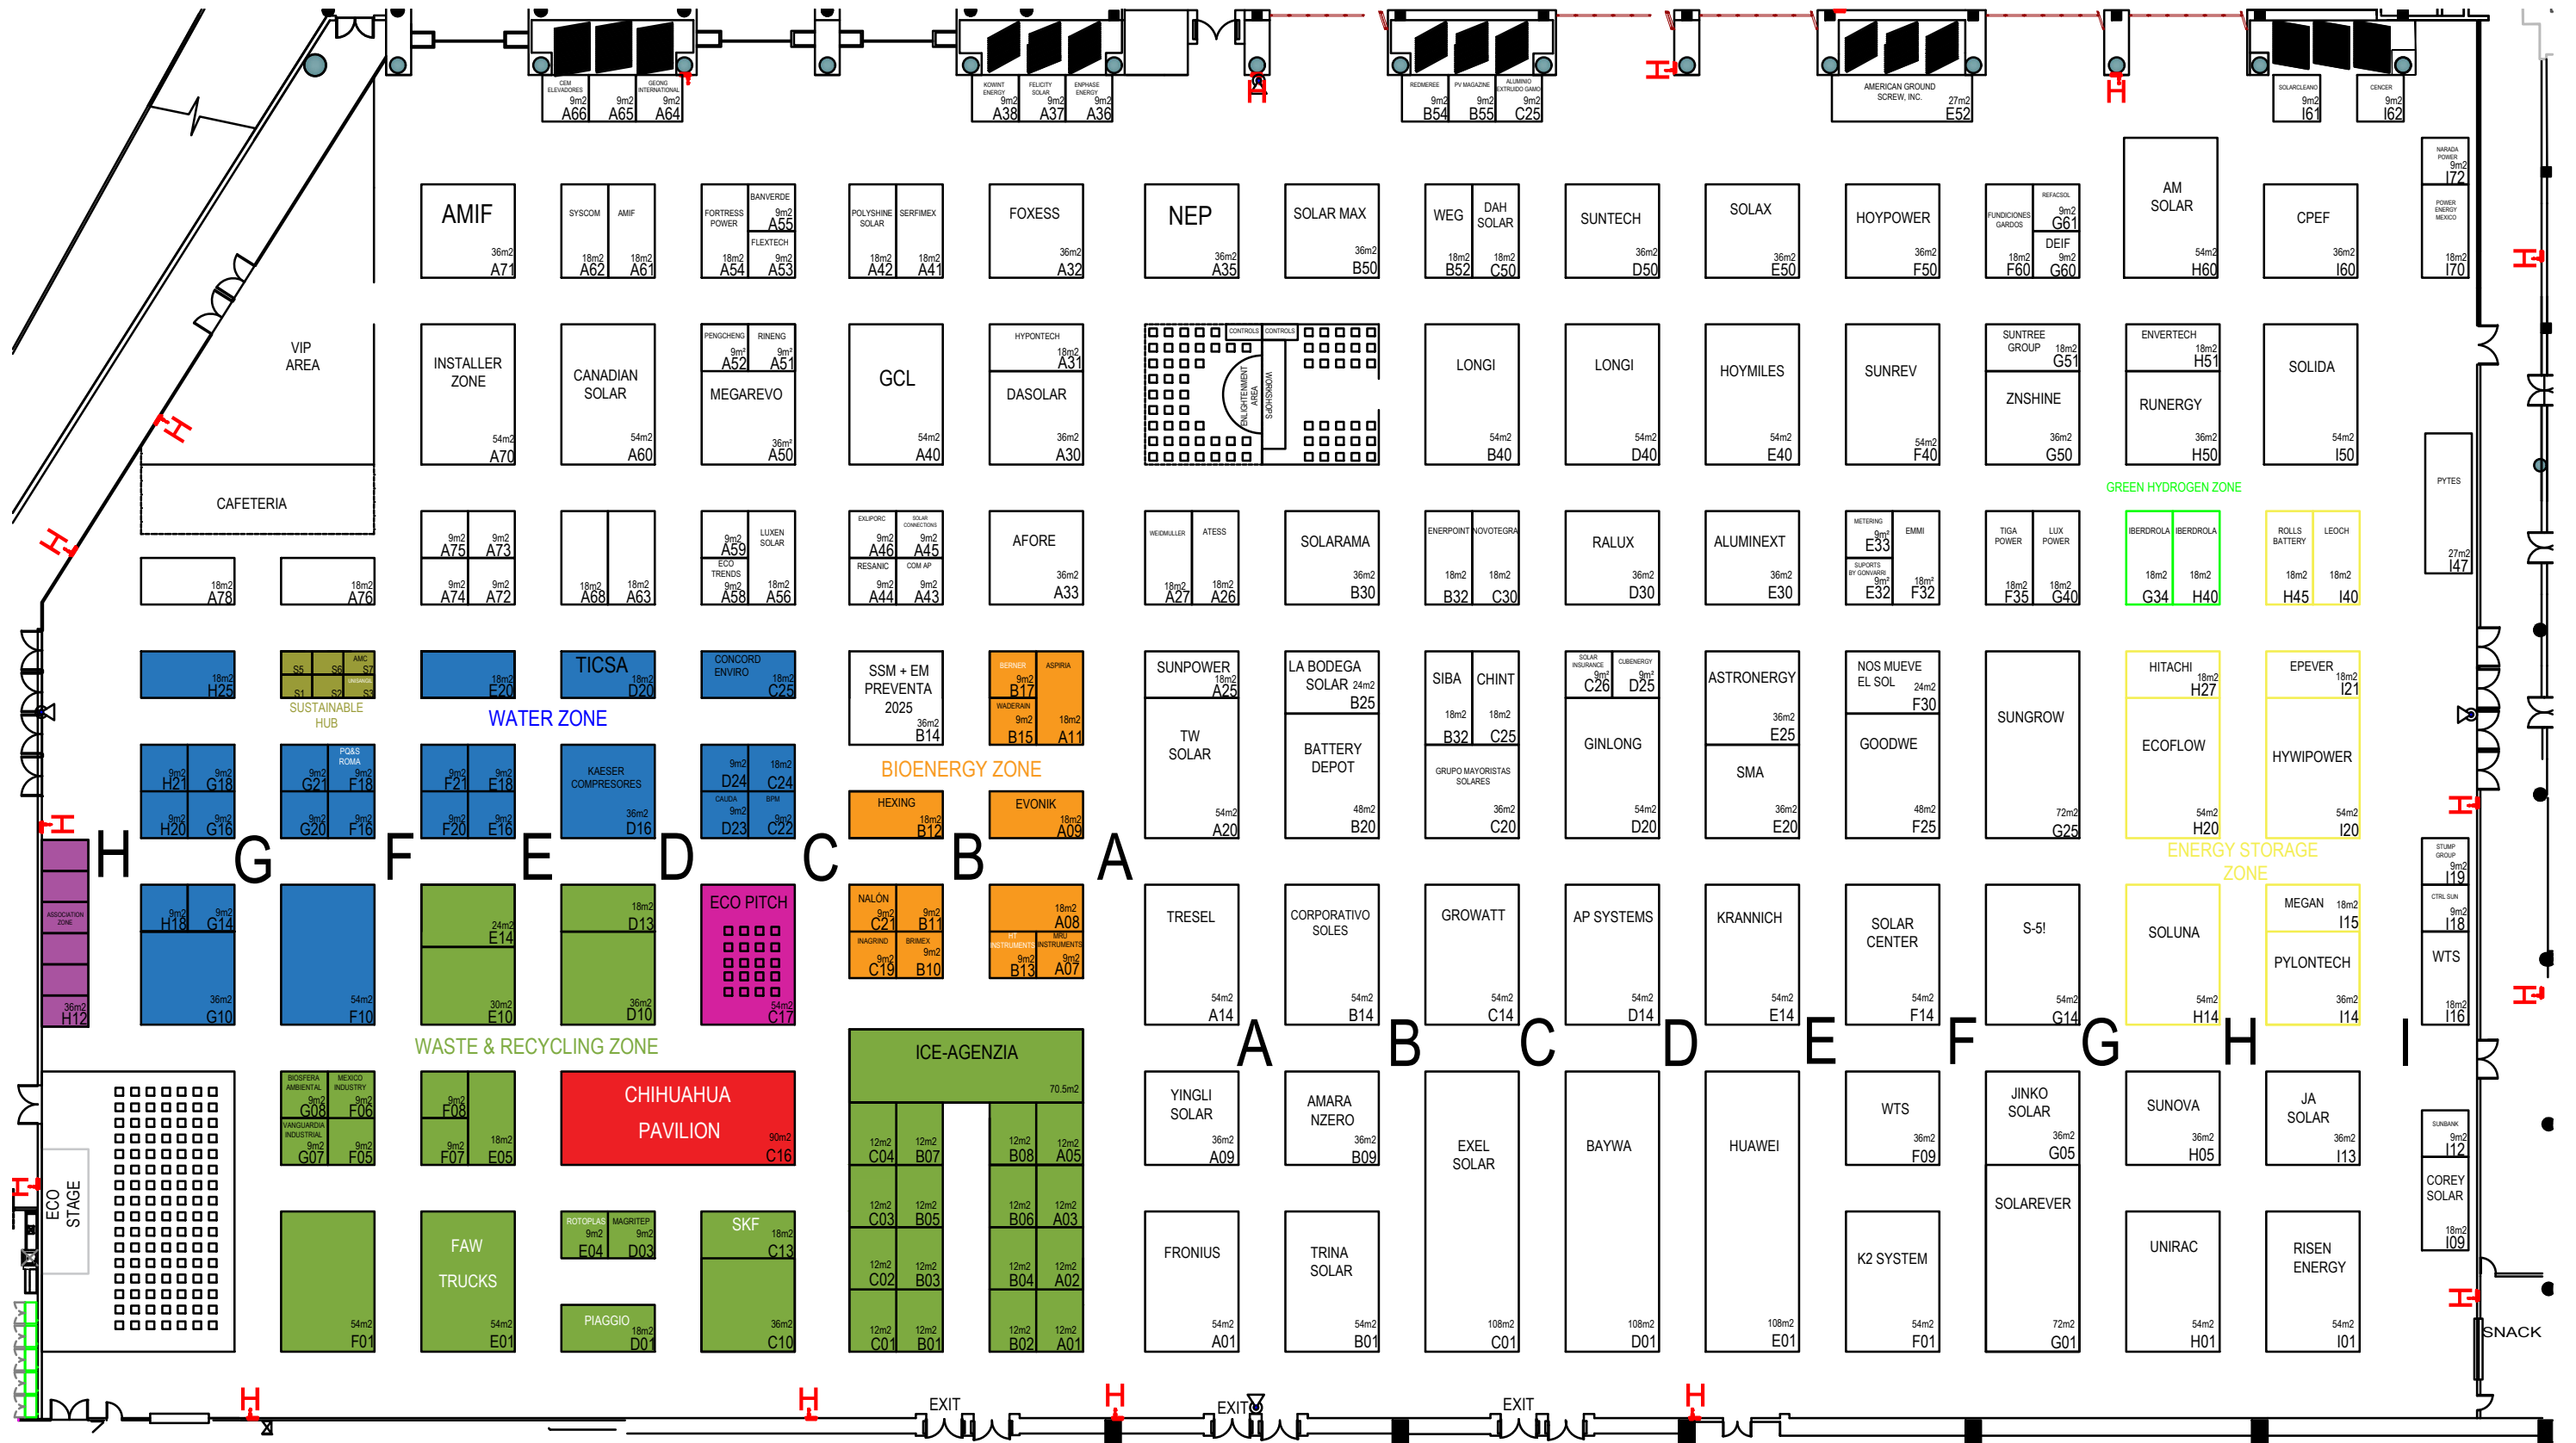 CEM
ELEVADORES
9m2
A66
9m2
A65
GEONG
INTERNATIONAL
9m2
A64
KOWINT
ENERGY
9m2
A38
FELICITY
SOLAR
9m2
A37
ENPHASE
ENERGY
9m2
A36
REDMEREE
9m2
B54
PV MAGAZINE
9m2
B55
ALUMINIO
EXTRUIDO GAMO
9m2
C25
AMERICAN GROUND
SCREW, INC.
27m2
E52
SOLARCLEANO
9m2
I61
CENCER
9m2
I62
NARADA
POWER
9m2
I72
POWER
ENERGY
MEXICO
18m2
I70
AMIF
36m2
A71
SYSCOM
18m2
A62
AMIF
18m2
A61
FORTRESS
POWER
18m2
A54
BANVERDE
9m2
A55
FLEXTECH
9m2
A53
POLYSHINE
SOLAR
18m2
A42
SERFIMEX
18m2
A41
FOXESS
36m2
A32
NEP
36m2
A35
SOLAR MAX
36m2
B50
WEG
18m2
B52
DAH
SOLAR
18m2
C50
SUNTECH
36m2
D50
SOLAX
36m2
E50
HOYPOWER
36m2
F50
FUNDICIONES
GARDOS
18m2
F60
REFACSOL
9m2
G61
DEIF
9m2
G60
AM
SOLAR
54m2
H60
CPEF
36m2
I60
VIP
AREA
CAFETERIA
INSTALLER
ZONE
54m2
A70
CANADIAN
SOLAR
54m2
A60
PENGCHENG
9m²
A52
RINENG
9m²
A51
MEGAREVO
36m²
A50
GCL
54m2
A40
HYPONTECH
18m2
A31
DASOLAR
36m2
A30
CONTROLS
CONTROLS
ENLIGHTENMENT
AREA
WORKSHOPS
LONGI
54m2
B40
LONGI
54m2
D40
HOYMILES
54m2
E40
SUNREV
54m2
F40
SUNTREE
GROUP
18m2
G51
ZNSHINE
36m2
G50
ENVERTECH
18m2
H51
RUNERGY
36m2
H50
SOLIDA
54m2
I50
PYTES
27m2
I47
GREEN HYDROGEN ZONE
18m2
A78
18m2
A76
9m2
A75
9m2
A73
9m2
A74
9m2
A72
18m2
A68
18m2
A63
9m2
A59
ECO
TRENDS
9m2
A58
LUXEN
SOLAR
18m2
A56
EXLIPORC
9m2
A46
SOLAR
CONNECTIONS
9m2
A45
RESANIC
9m2
A44
COM AP
9m2
A43
AFORE
36m2
A33
WEIDMULLER
18m2
A27
ATESS
18m2
A26
SOLARAMA
36m2
B30
ENERPOINT
18m2
B32
NOVOTEGRA
18m2
C30
RALUX
36m2
D30
ALUMINEXT
36m2
E30
METERING
9m²
E33
SUPORTS
BY GONVARRI
9m²
E32
EMMI
18m²
F32
TIGA
POWER
18m2
F35
LUX
POWER
18m2
G40
IBERDROLA
18m2
G34
IBERDROLA
18m2
H40
ROLLS
BATTERY
18m2
H45
LEOCH
18m2
I40
18m2
H25
S5
S6
AMC
S7
S1
S2
S3
SUSTAINABLE
HUB
18m2
E20
TICSA
18m2
D20
CONCORD
ENVIRO
18m2
C25
WATER ZONE
SSM + EM
PREVENTA
2025
36m2
B14
BERNER
9m2
B17
WADERAIN
9m2
B15
ASPIRIA
18m2
A11
SUNPOWER
18m2
A25
TW
SOLAR
54m2
A20
LA BODEGA
SOLAR
24m2
B25
BATTERY
DEPOT
48m2
B20
SIBA
18m2
B32
CHINT
18m2
C25
GRUPO MAYORISTAS
SOLARES
36m2
C20
SOLAR
INSURANCE
9m²
C26
CUBENERGY
9m²
D25
GINLONG
54m2
D20
ASTRONERGY
36m2
E25
SMA
36m2
E20
NOS MUEVE
EL SOL
24m2
F30
GOODWE
48m2
F25
SUNGROW
72m2
G25
HITACHI
18m2
H27
ECOFLOW
54m2
H20
EPEVER
18m2
I21
HYWIPOWER
54m2
I20
9m2
H21
9m2
G18
9m2
H20
9m2
G16
9m2
G21
PQ&S
ROMA
9m2
F18
9m2
G20
9m2
F16
9m2
F21
9m2
E18
9m2
F20
9m2
E16
KAESER
COMPRESORES
36m2
D16
9m2
D24
18m2
C24
CAUDA
9m2
D23
BPM
9m2
C22
BIOENERGY ZONE
HEXING
18m2
B12
EVONIK
18m2
A09
H
G
F
E
D
C
B
A
ENERGY STORAGE
ZONE
STUMP
GROUP
9m2
I19
CTRL SUN
9m2
I18
WTS
18m2
I16
ASSOCIATION
ZONE
36m2
H12
9m2
H18
9m2
G14
36m2
G10
54m2
F10
24m2
E14
30m2
E10
18m2
D13
36m2
D10
ECO PITCH
54m2
C17
NALÓN
9m2
C21
9m2
B11
INAGRIND
9m2
C19
BRIMEX
9m2
B10
18m2
A08
HT
INSTRUMENTS
9m2
B13
MRU
INSTRUMENTS
9m2
A07
TRESEL
54m2
A14
CORPORATIVO
SOLES
54m2
B14
GROWATT
54m2
C14
AP SYSTEMS
54m2
D14
KRANNICH
54m2
E14
SOLAR
CENTER
54m2
F14
S-5!
54m2
G14
SOLUNA
54m2
H14
MEGAN
18m2
I15
PYLONTECH
36m2
I14
WASTE & RECYCLING ZONE
A
B
C
D
E
F
G
H
I
ECO
STAGE
BIOSFERA
AMBIENTAL
9m2
G08
MEXICO
INDUSTRY
9m2
F06
VANGUARDIA
INDUSTRIAL
9m2
G07
9m2
F05
9m2
F08
9m2
F07
18m2
E05
CHIHUAHUA
PAVILION
90m2
C16
ICE-AGENZIA
70.5m2
12m2
C04
12m2
B07
12m2
B08
12m2
A05
12m2
C03
12m2
B05
12m2
B06
12m2
A03
12m2
C02
12m2
B03
12m2
B04
12m2
A02
12m2
C01
12m2
B01
12m2
B02
12m2
A01
54m2
F01
FAW
TRUCKS
54m2
E01
ROTOPLAS
9m2
E04
MAGRITEP
9m2
D03
PIAGGIO
18m2
D01
SKF
18m2
C13
36m2
C10
YINGLI
SOLAR
36m2
A09
AMARA
NZERO
36m2
B09
EXEL
SOLAR
108m2
C01
BAYWA
108m2
D01
HUAWEI
108m2
E01
WTS
36m2
F09
JINKO
SOLAR
36m2
G05
SUNOVA
36m2
H05
JA
SOLAR
36m2
I13
SUNBANK
9m2
I12
COREY
SOLAR
18m2
I09
FRONIUS
54m2
A01
TRINA
SOLAR
54m2
B01
K2 SYSTEM
54m2
F01
SOLAREVER
72m2
G01
UNIRAC
54m2
H01
RISEN
ENERGY
54m2
I01
SNACK
EXIT
EXIT
EXIT